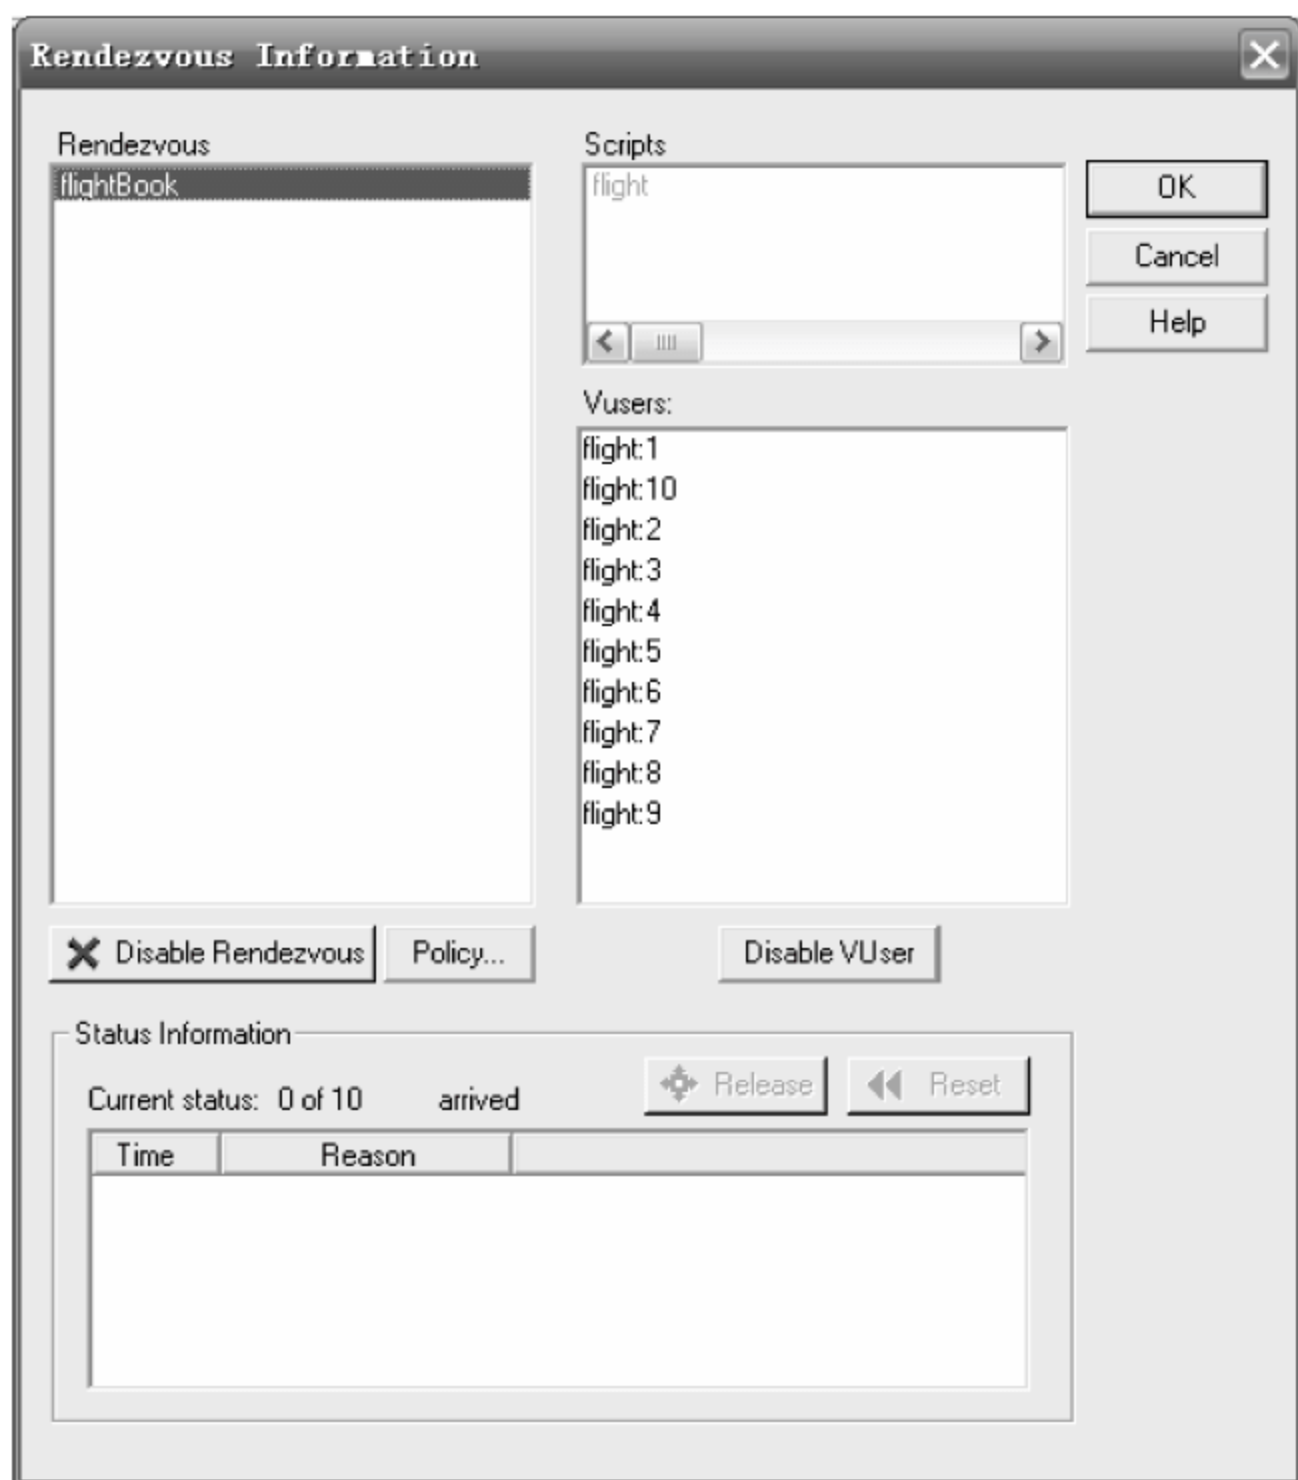 Rendezvous Information
Rendezvous
flightBook
Scripts
flight
OK
Cancel
Help
Vusers:
flight:1
flight:10
flight:2
flight:3
flight:4
flight:5
flight:6
flight:7
flight:8
flight:9
Disable Rendezvous
Policy...
Disable VUser
Status Information
Current status: 0 of 10 arrived
Release
Reset
Time Reason